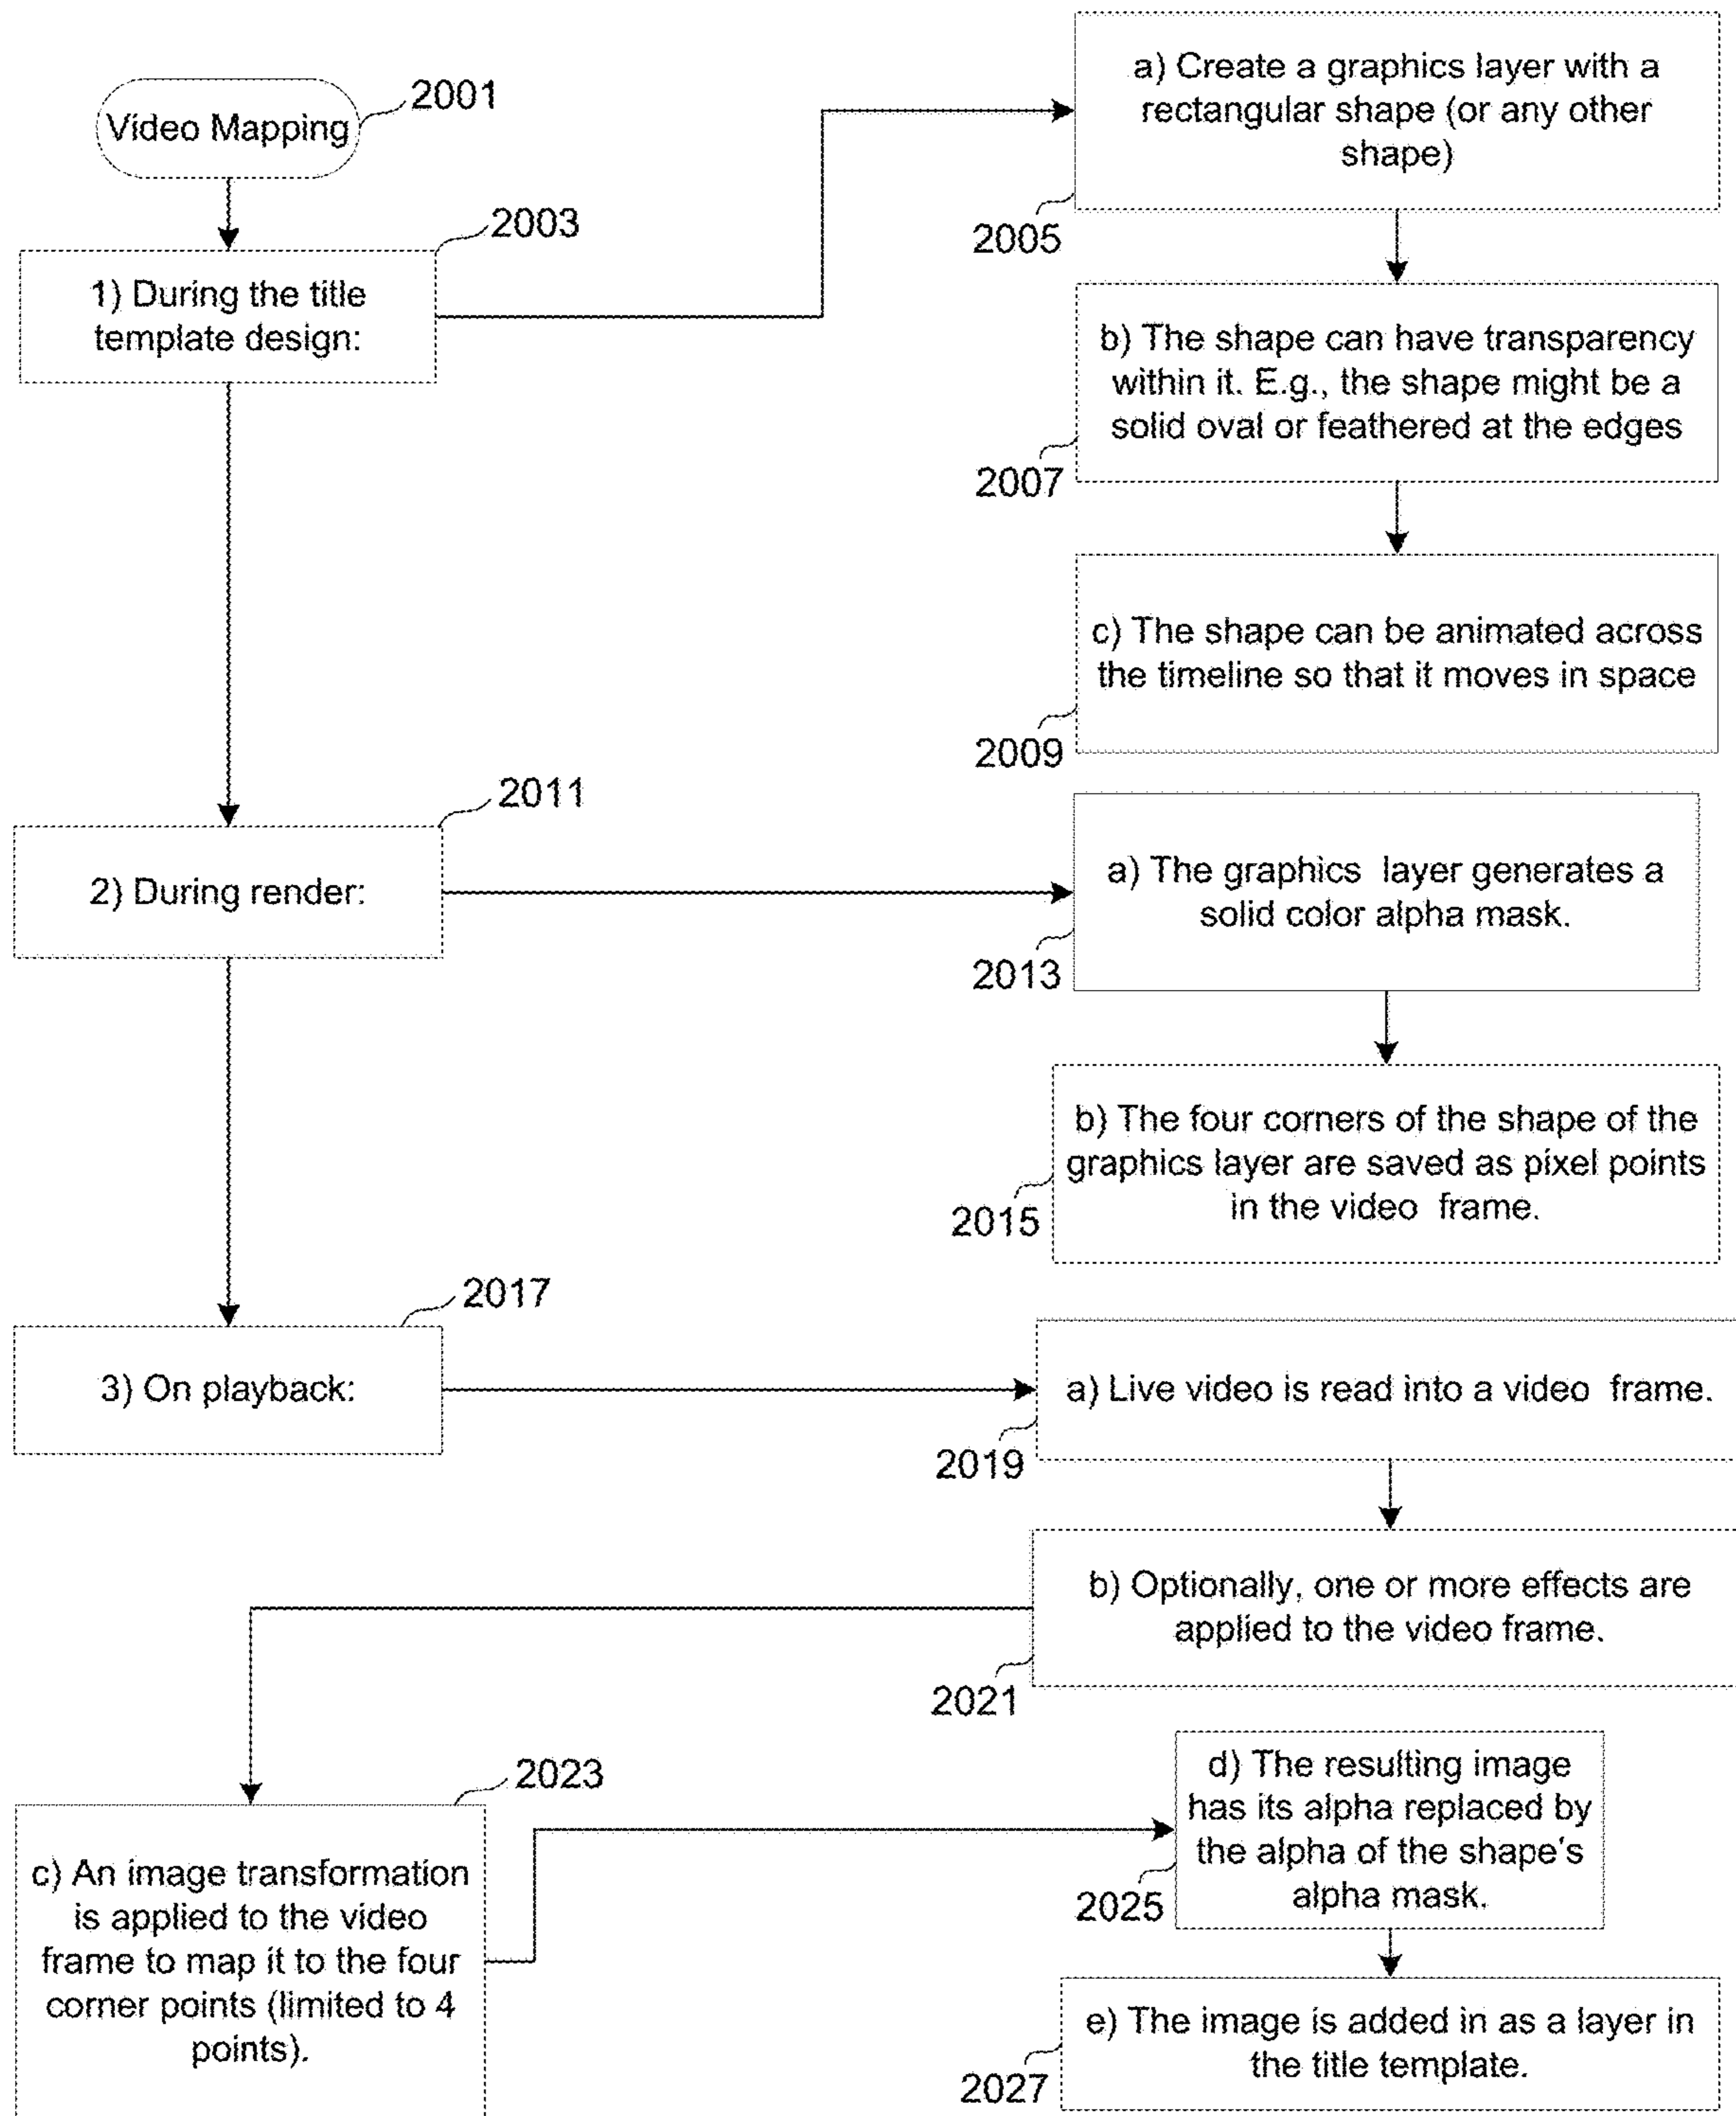 Video Mapping
2001
1) During the title
template design:
2003
a) Create a graphics layer with a
rectangular shape (or any other
shape)
2005
b) The shape can have transparency
within it. E.g., the shape might be a
solid oval or feathered at the edges
2007
c) The shape can be animated across
the timeline so that it moves in space
2009
2) During render:
2011
a) The graphics layer generates a
solid color alpha mask.
2013
b) The four corners of the shape of the
graphics layer are saved as pixel points
in the video frame.
2015
3) On playback:
2017
a) Live video is read into a video frame.
2019
b) Optionally, one or more effects are
applied to the video frame.
2021
c) An image transformation
is applied to the video
frame to map it to the four
corner points (limited to 4
points).
2023
d) The resulting image
has its alpha replaced by
the alpha of the shape's
alpha mask.
2025
e) The image is added in as a layer in
the title template.
2027